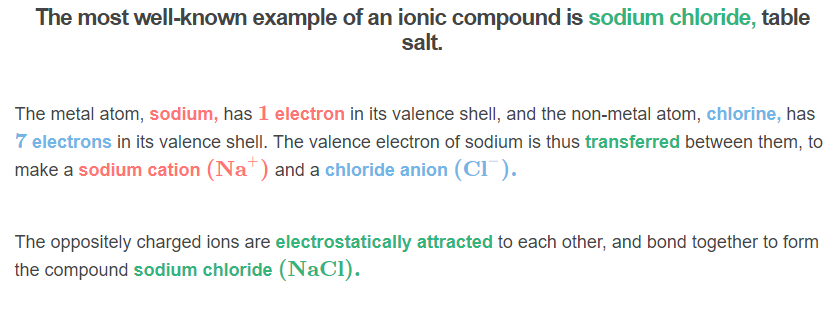 The most well-known example of an ionic compound is sodium chloride, table
salt.
The metal atom, sodium, has 1 electron in its valence shell, and the non-metal atom, chlorine, has
7 electrons in its valence shell. The valence electron of sodium is thus transferred between them, to
make a sodium cation (Na⁺) and a chloride anion (Cl⁻).
The oppositely charged ions are electrostatically attracted to each other, and bond together to form
the compound sodium chloride (NaCl).